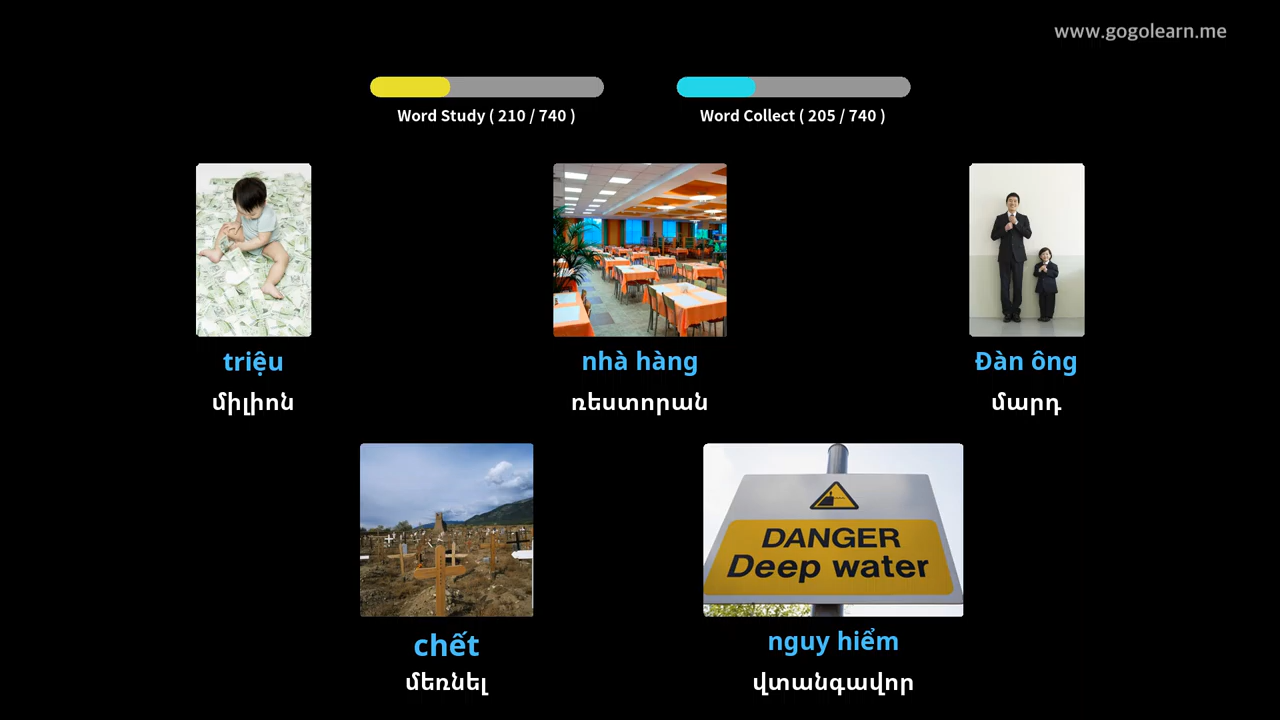 www.gogolearn.me
Word Study ( 210 / 740 )
Word Collect ( 205 / 740 )
triệu
միլիոն
nhà hàng
ռեստորան
Đàn ông
մարդ
DANGER
Deep water
chết
մեռնել
nguy hiểm
վտանգավոր